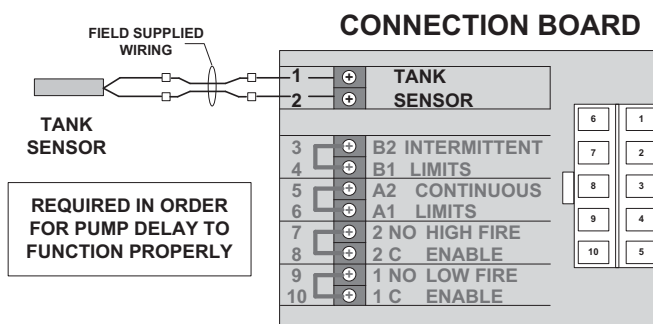 CONNECTION BOARD
FIELD SUPPLIED
WIRING
1 TANK
2 SENSOR
TANK
SENSOR
3 B2 INTERMITTENT
4 B1 LIMITS
5 A2 CONTINUOUS
6 A1 LIMITS
7 2 NO HIGH FIRE
8 2 C ENABLE
9 1 NO LOW FIRE
10 1 C ENABLE
REQUIRED IN ORDER
FOR PUMP DELAY TO
FUNCTION PROPERLY
6 1
7 2
8 3
9 4
10 5